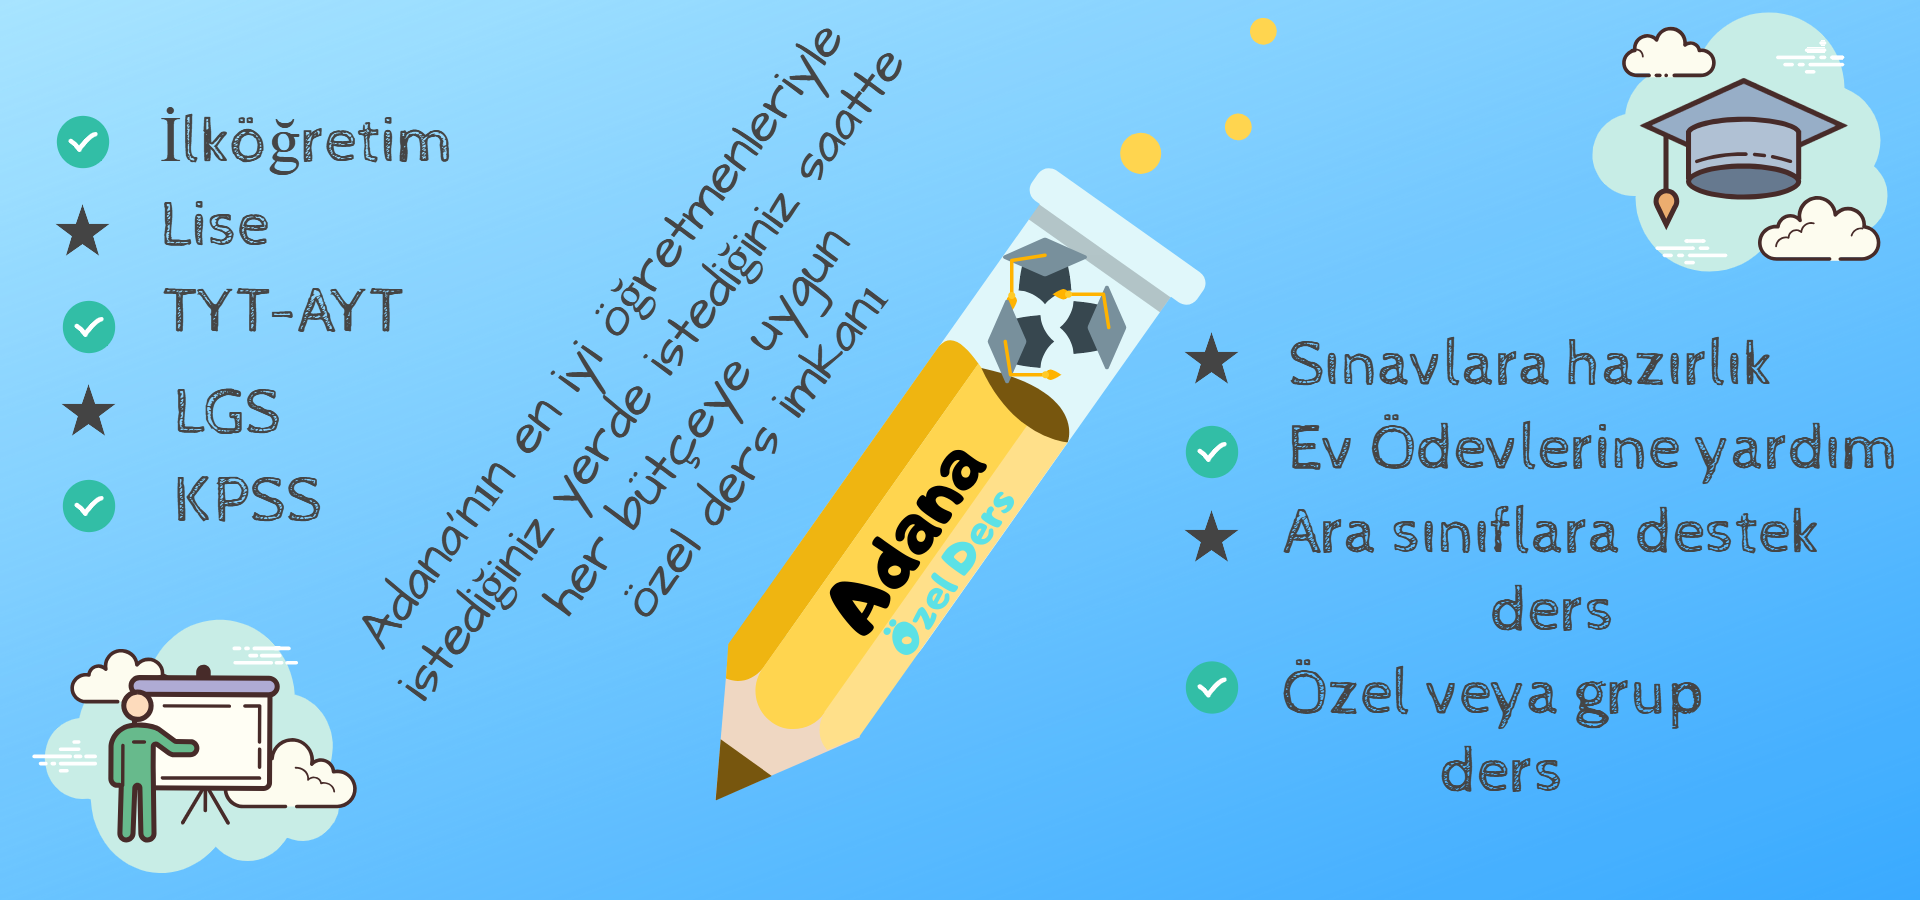 İlköğretim
Lise
TYT-AYT
LGS
KPSS
Adana'nın en iyi öğretmenleriyle
istediğiniz yerde istediğiniz saatte
her bütçeye uygun
özel ders imkanı
Adana
Özel Ders
Sınavlara hazırlık
Ev Ödevlerine yardım
Ara sınıflara destek
ders
Özel veya grup
ders